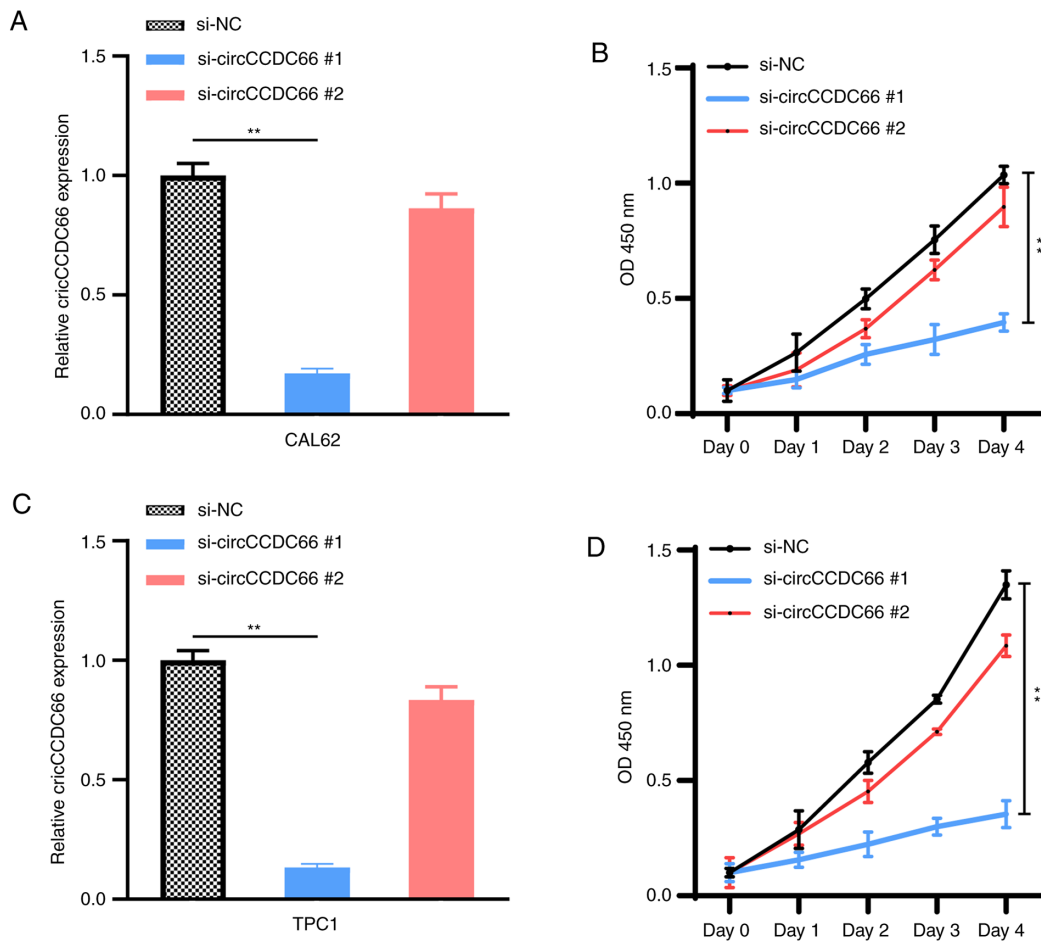 A
si-NC
si-circCCDC66 #1
si-circCCDC66 #2
Relative cricCCDC66 expression
1.5
1.0
0.5
0.0
**
CAL62
B
si-NC
si-circCCDC66 #1
si-circCCDC66 #2
OD 450 nm
1.5
1.0
0.5
0.0
**
Day 0 Day 1 Day 2 Day 3 Day 4
C
si-NC
si-circCCDC66 #1
si-circCCDC66 #2
Relative cricCCDC66 expression
1.5
1.0
0.5
0.0
**
TPC1
D
si-NC
si-circCCDC66 #1
si-circCCDC66 #2
OD 450 nm
1.5
1.0
0.5
0.0
**
Day 0 Day 1 Day 2 Day 3 Day 4